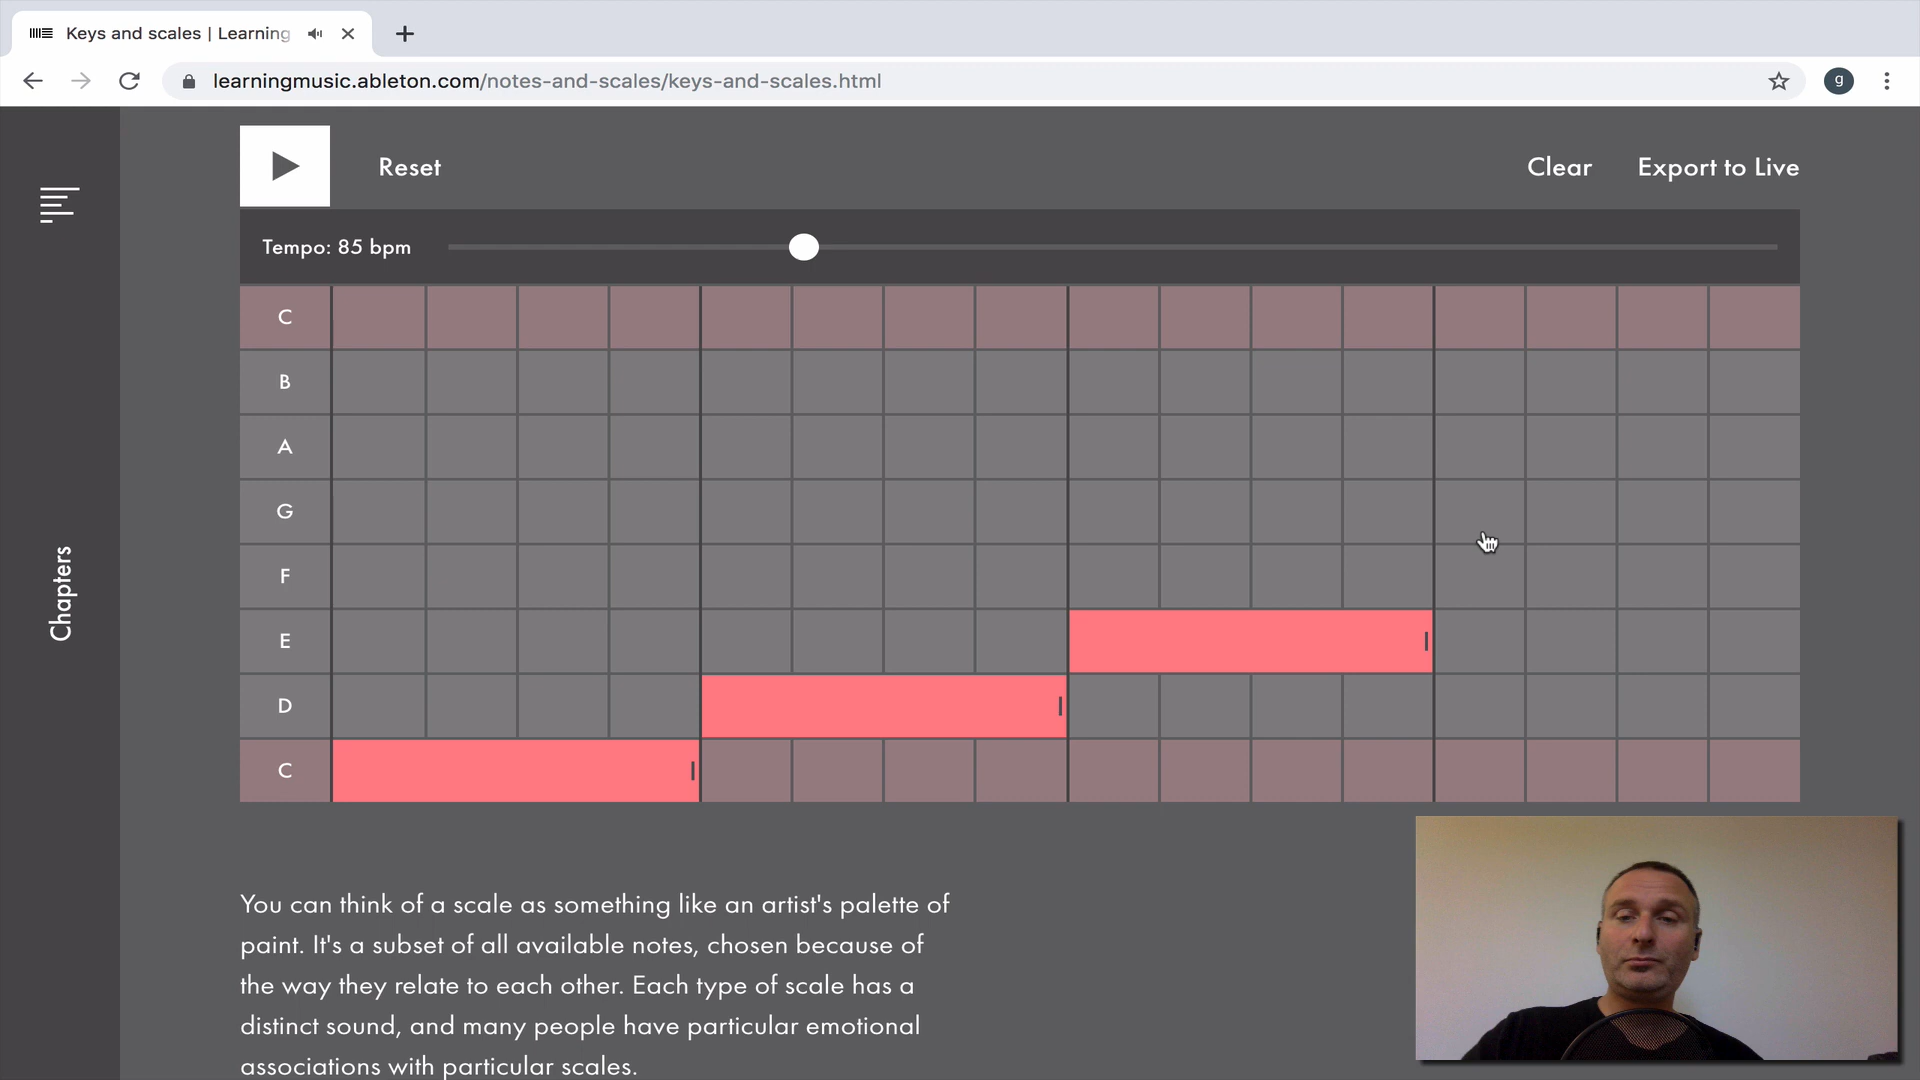 Keys and scales | Learning
learningmusic.ableton.com/notes-and-scales/keys-and-scales.html
g
Reset
Clear
Export to Live
Tempo: 85 bpm
C
B
A
G
F
E
D
C
Chapters
You can think of a scale as something like an artist's palette of
paint. It's a subset of all available notes, chosen because of
the way they relate to each other. Each type of scale has a
distinct sound, and many people have particular emotional
associations with particular scales.